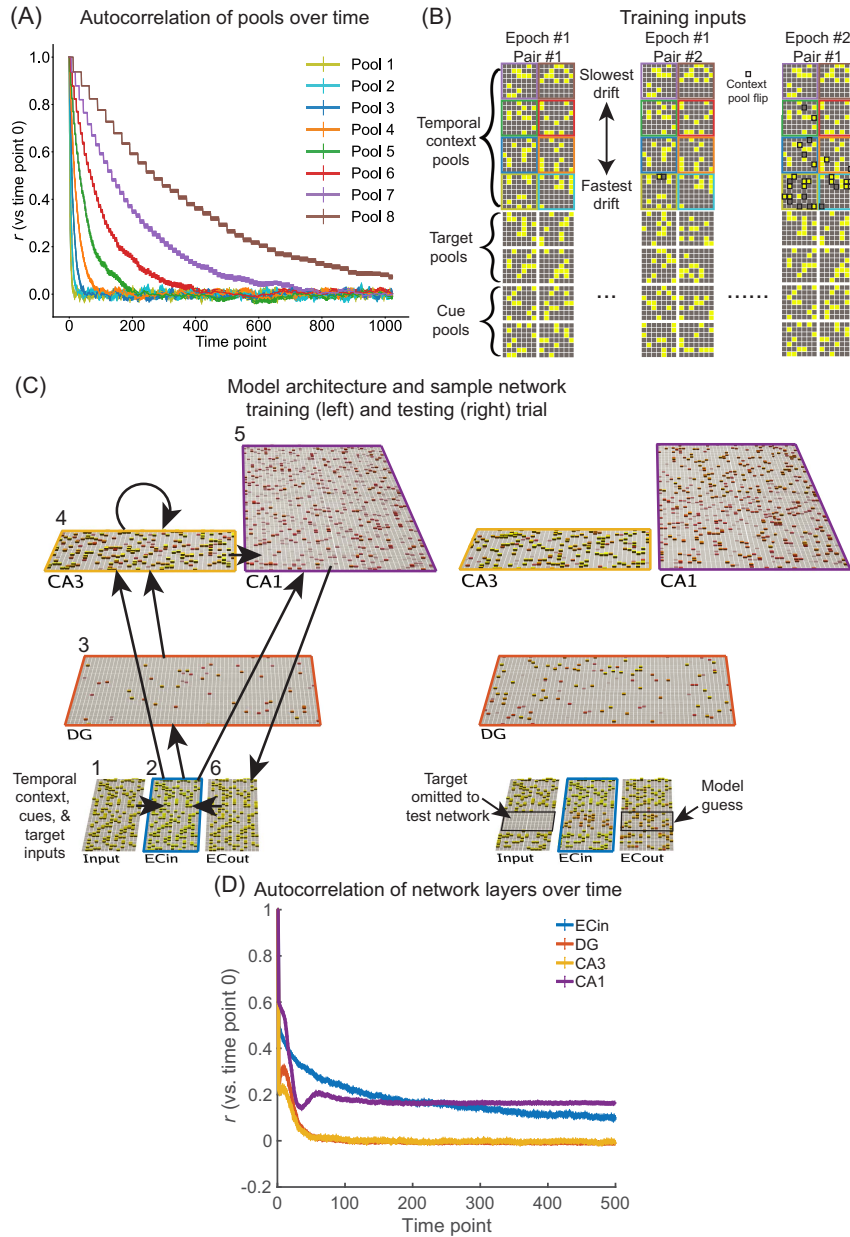 (A)
Autocorrelation of pools over time
1.0
0.8
0.6
0.4
0.2
0.0
r (vs time point 0)
0
200
400
600
800
1000
Time point
Pool 1
Pool 2
Pool 3
Pool 4
Pool 5
Pool 6
Pool 7
Pool 8
(B)
Training inputs
Epoch #1
Pair #1
Epoch #1
Pair #2
Epoch #2
Pair #1
Slowest
drift
Fastest
drift
Context
pool flip
Temporal
context
pools
Target
pools
Cue
pools
...
......
(C)
Model architecture and sample network
training (left) and testing (right) trial
5
4
CA3
CA1
CA3
CA1
3
DG
DG
Temporal
context,
cues, &
target
inputs
1
2
6
Input
ECin
ECout
Target
omitted to
test network
Model
guess
Input
ECin
ECout
(D)
Autocorrelation of network layers over time
1
0.8
0.6
0.4
0.2
0
-0.2
r (vs. time point 0)
0
100
200
300
400
500
Time point
ECin
DG
CA3
CA1